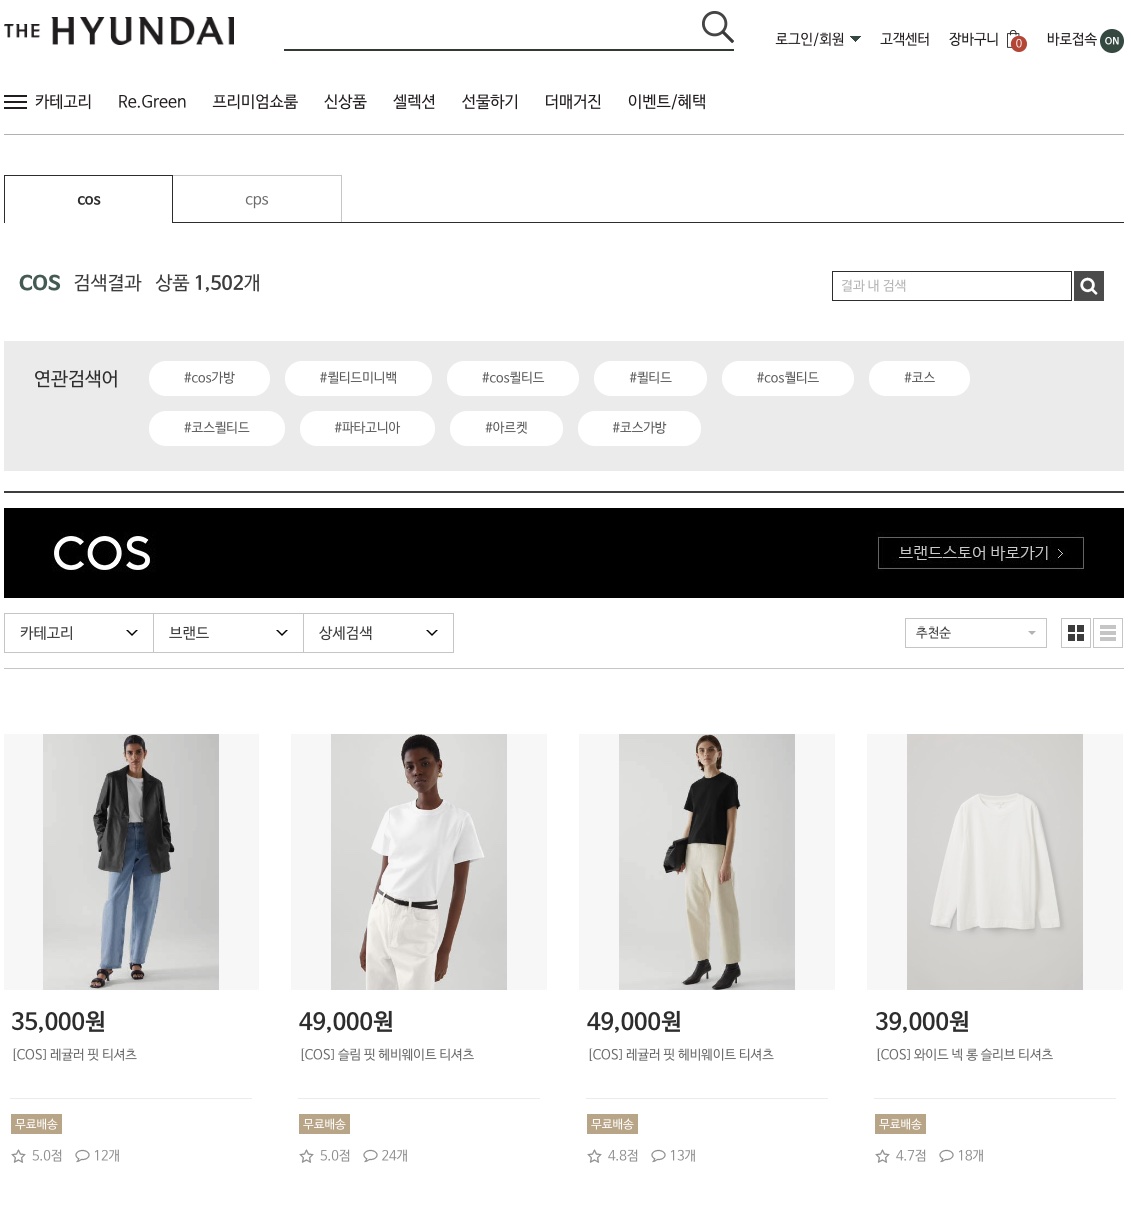 THE HYUNDAI
로그인/회원 고객센터 장바구니 0 바로접속 ON
카테고리 Re.Green 프리미엄쇼룸 신상품 셀렉션 선물하기 더매거진 이벤트/혜택
cos cps
COS 검색결과 상품 1,502개 결과 내 검색
연관검색어 #cos가방 #퀼티드미니백 #cos퀼티드 #퀼티드 #cos퀄티드 #코스
#코스퀼티드 #파타고니아 #아르켓 #코스가방
COS 브랜드스토어 바로가기 >
카테고리 브랜드 상세검색 추천순
35,000원 49,000원 49,000원 39,000원
[COS] 레귤러 핏 티셔츠 [COS] 슬림 핏 헤비웨이트 티셔츠 [COS] 레귤러 핏 헤비웨이트 티셔츠 [COS] 와이드 넥 롱 슬리브 티셔츠
무료배송 무료배송 무료배송 무료배송
5.0점 12개 5.0점 24개 4.8점 13개 4.7점 18개